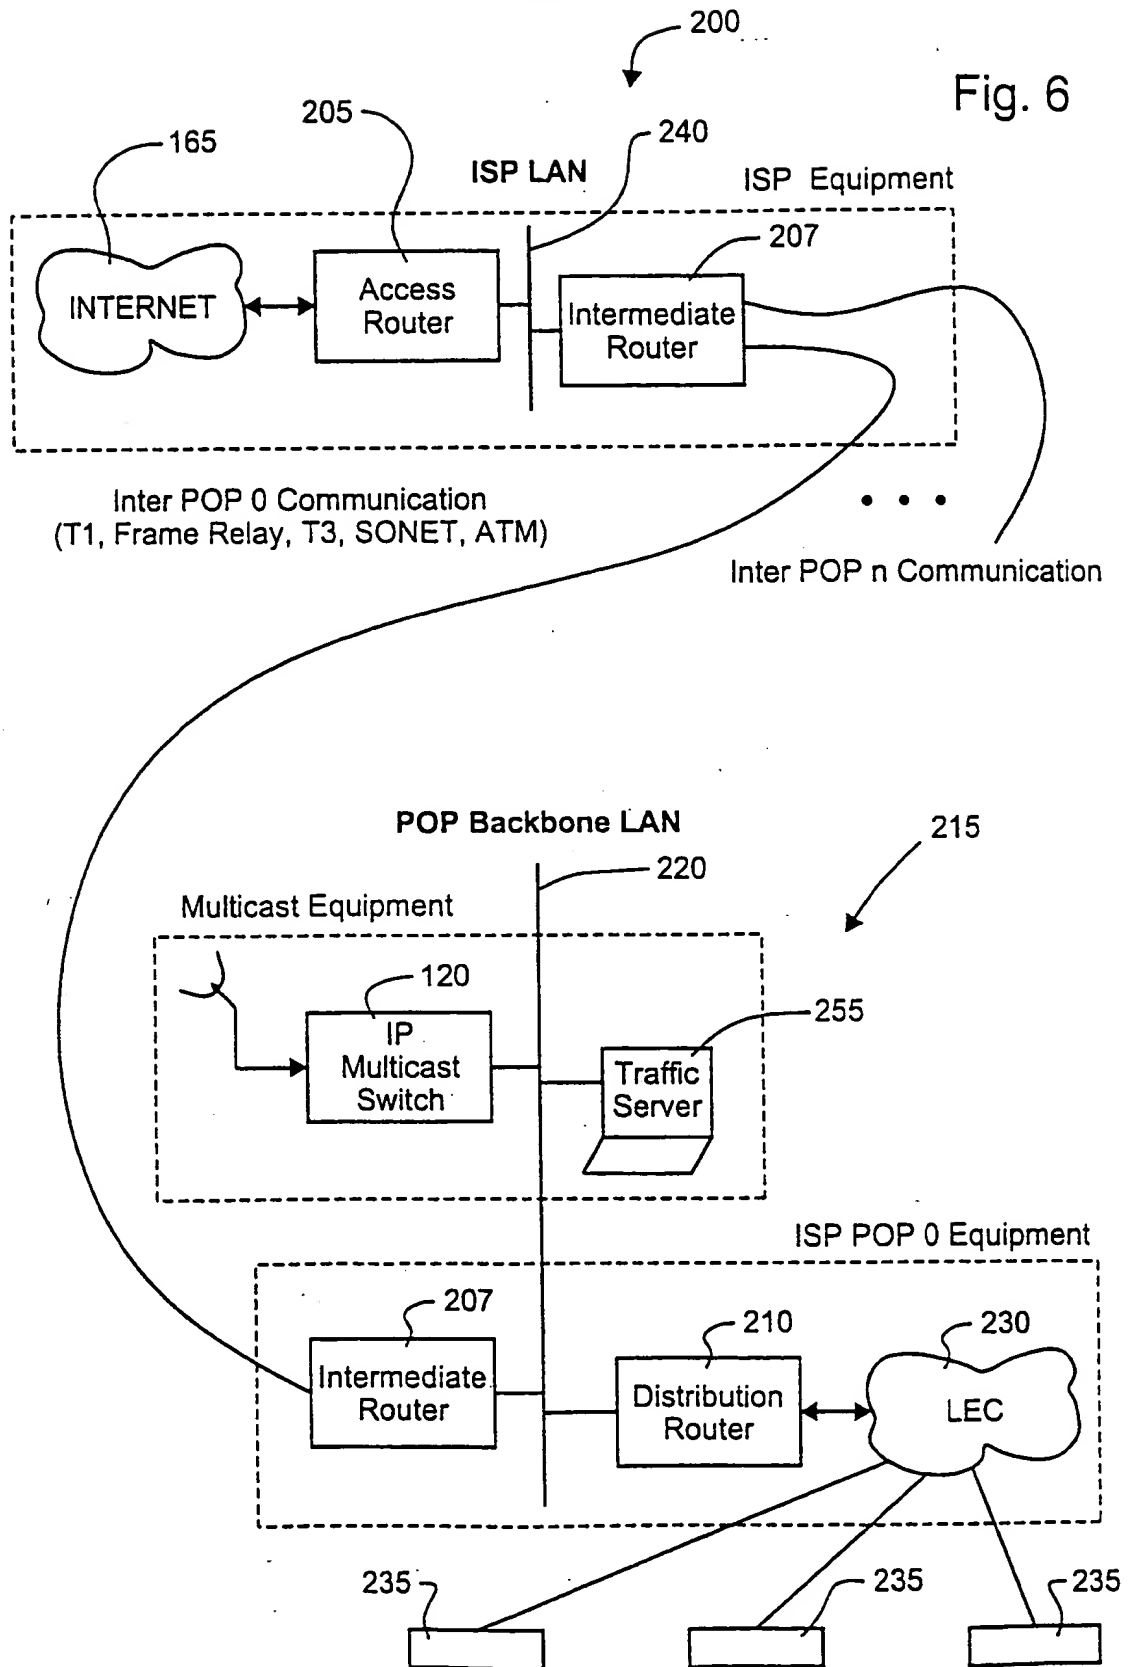 200
Fig. 6
205
165
240
ISP LAN
ISP Equipment
207
INTERNET
Access
Router
Intermediate
Router
Inter POP 0 Communication
(T1, Frame Relay, T3, SONET, ATM)
• • •
Inter POP n Communication
POP Backbone LAN
215
220
Multicast Equipment
120
255
IP
Multicast
Switch
Traffic
Server
ISP POP 0 Equipment
207
210
230
Intermediate
Router
Distribution
Router
LEC
235
235
235